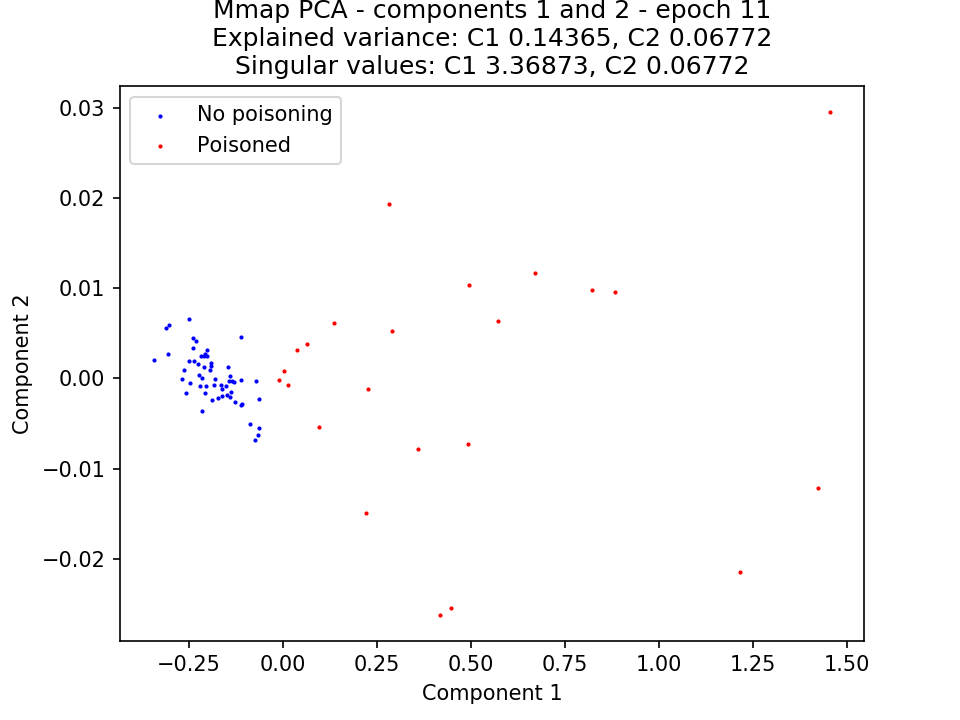 Mmap PCA - components 1 and 2 - epoch 11
Explained variance: C1 0.14365, C2 0.06772
Singular values: C1 3.36873, C2 0.06772
No poisoning
Poisoned
0.03
0.02
0.01
0.00
−0.01
−0.02
Component 2
−0.25
0.00
0.25
0.50
0.75
1.00
1.25
1.50
Component 1